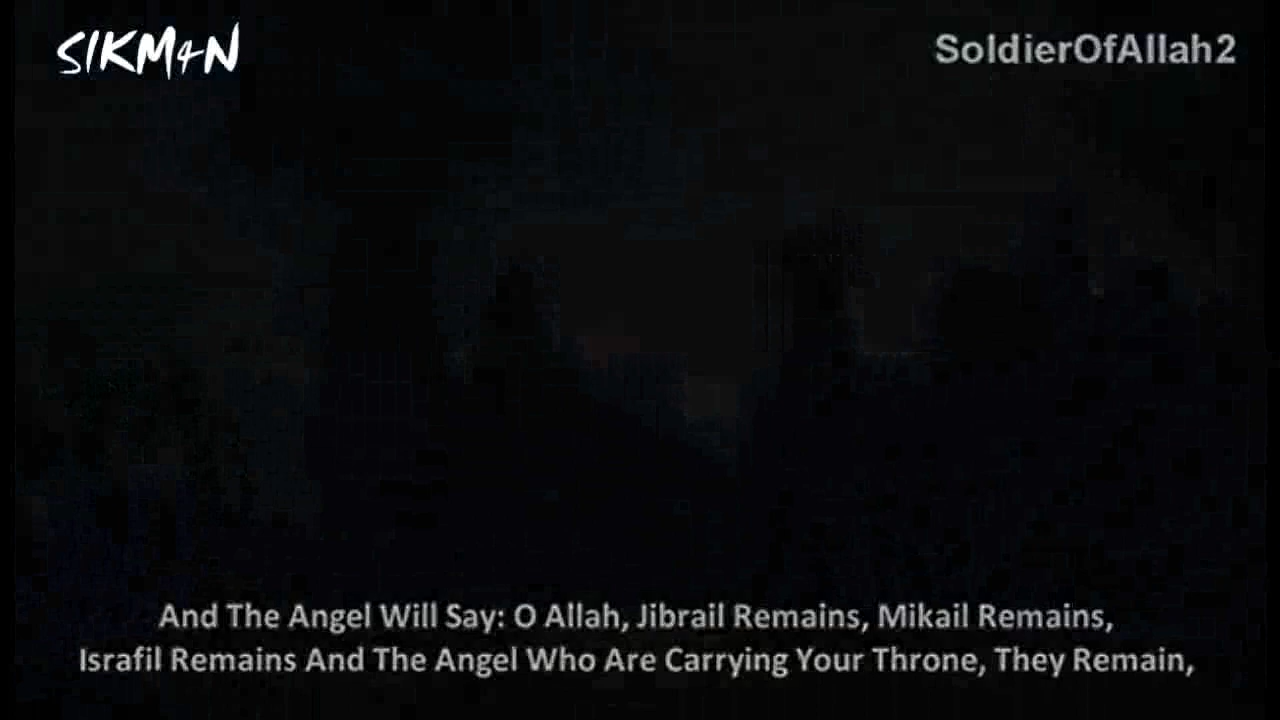 SIKM4N
SoldierOfAllah2
And The Angel Will Say: O Allah, Jibrail Remains, Mikail Remains,
Israfil Remains And The Angel Who Are Carrying Your Throne, They Remain,